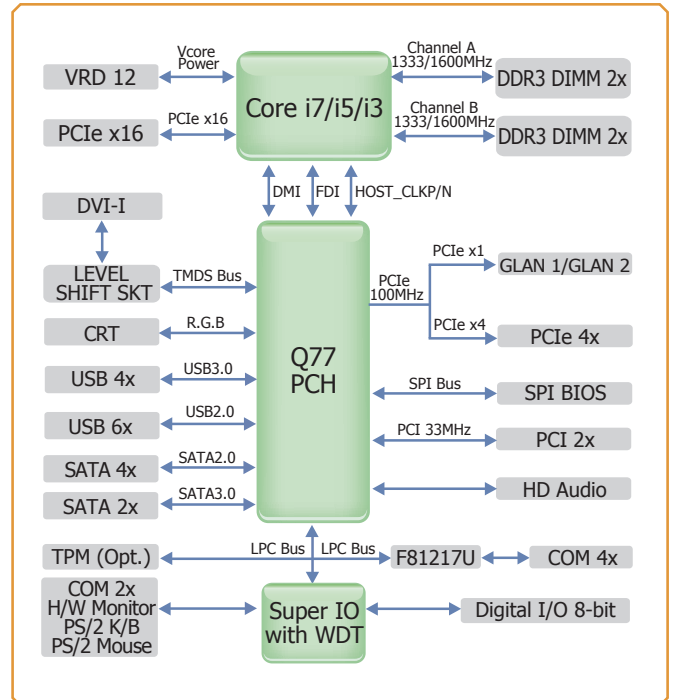 Vcore
Power
VRD 12
PCIe x16
PCIe x16
Core i7/i5/i3
Channel A
1333/1600MHz
DDR3 DIMM 2x
Channel B
1333/1600MHz
DDR3 DIMM 2x
DMI
FDI
HOST_CLKP/N
DVI-I
LEVEL
SHIFT SKT
TMDS Bus
CRT
R.G.B
USB 4x
USB3.0
USB 6x
USB2.0
SATA 4x
SATA2.0
SATA 2x
SATA3.0
Q77
PCH
PCIe
100MHz
PCIe x1
GLAN 1/GLAN 2
PCIe x4
PCIe 4x
SPI Bus
SPI BIOS
PCI 33MHz
PCI 2x
HD Audio
TPM (Opt.)
LPC Bus
LPC Bus
F81217U
COM 4x
COM 2x
H/W Monitor
PS/2 K/B
PS/2 Mouse
Super IO
with WDT
Digital I/O 8-bit